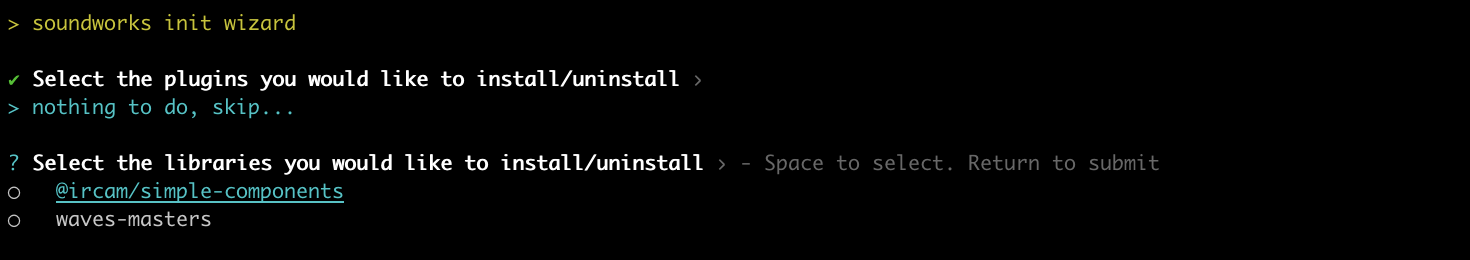 > soundworks init wizard
✔ Select the plugins you would like to install/uninstall ›
> nothing to do, skip...
? Select the libraries you would like to install/uninstall › - Space to select. Return to submit
○ @ircam/simple-components
○ waves-masters